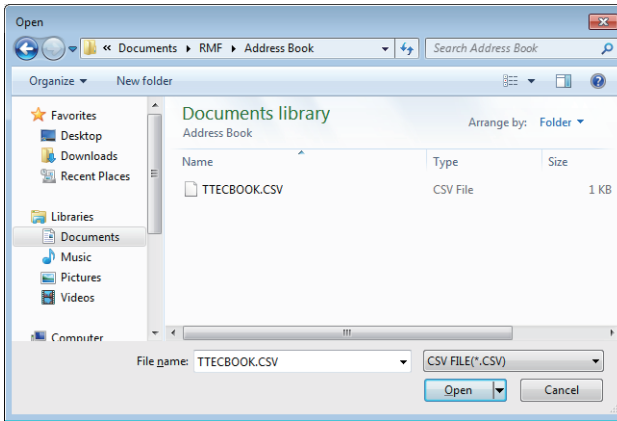 Open
« Documents RMF Address Book
Search Address Book
Organize New folder
Favorites
Desktop
Downloads
Recent Places
Libraries
Documents
Music
Pictures
Videos
Computer
Documents library
Address Book
Arrange by: Folder
Name Type Size
TTECBOOK.CSV CSV File 1 KB
File name: TTECBOOK.CSV CSV FILE(*.CSV)
Open Cancel